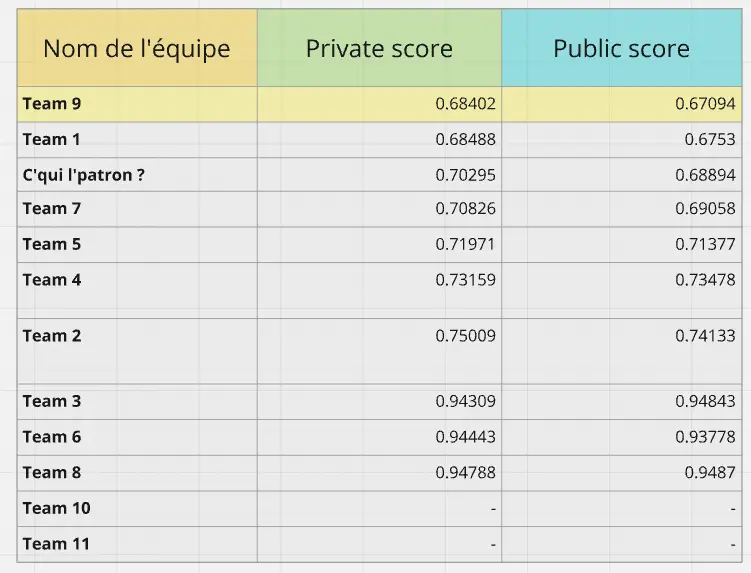 Nom de l'équipe Private score Public score
Team 9 0.68402 0.67094
Team 1 0.68488 0.6753
C'qui l'patron ? 0.70295 0.68894
Team 7 0.70826 0.69058
Team 5 0.71971 0.71377
Team 4 0.73159 0.73478
Team 2 0.75009 0.74133
Team 3 0.94309 0.94843
Team 6 0.94443 0.93778
Team 8 0.94788 0.9487
Team 10 - -
Team 11 - -